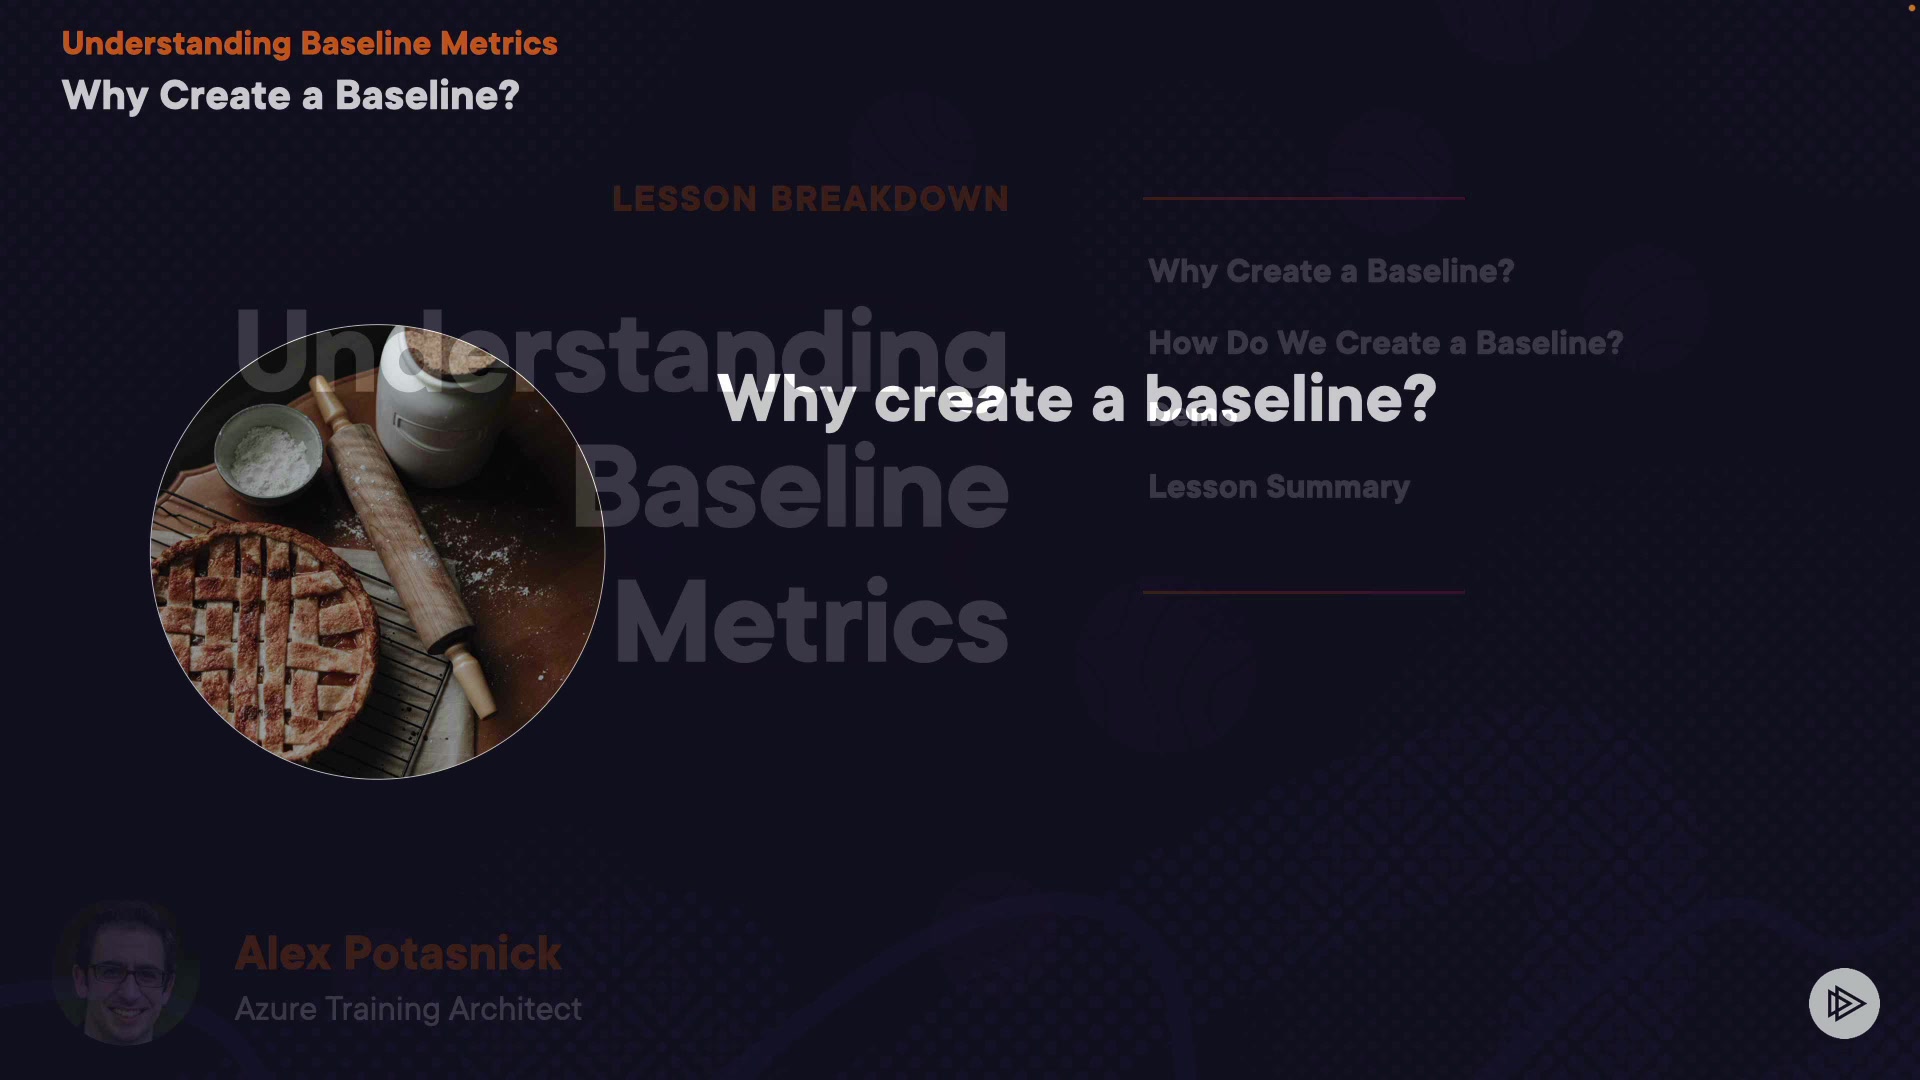 Understanding Baseline Metrics
Why Create a Baseline?
LESSON BREAKDOWN
Understanding
Baseline
Metrics
Why create a baseline?
Why Create a Baseline?
How Do We Create a Baseline?
Demo
Lesson Summary
Alex Potasnick
Azure Training Architect